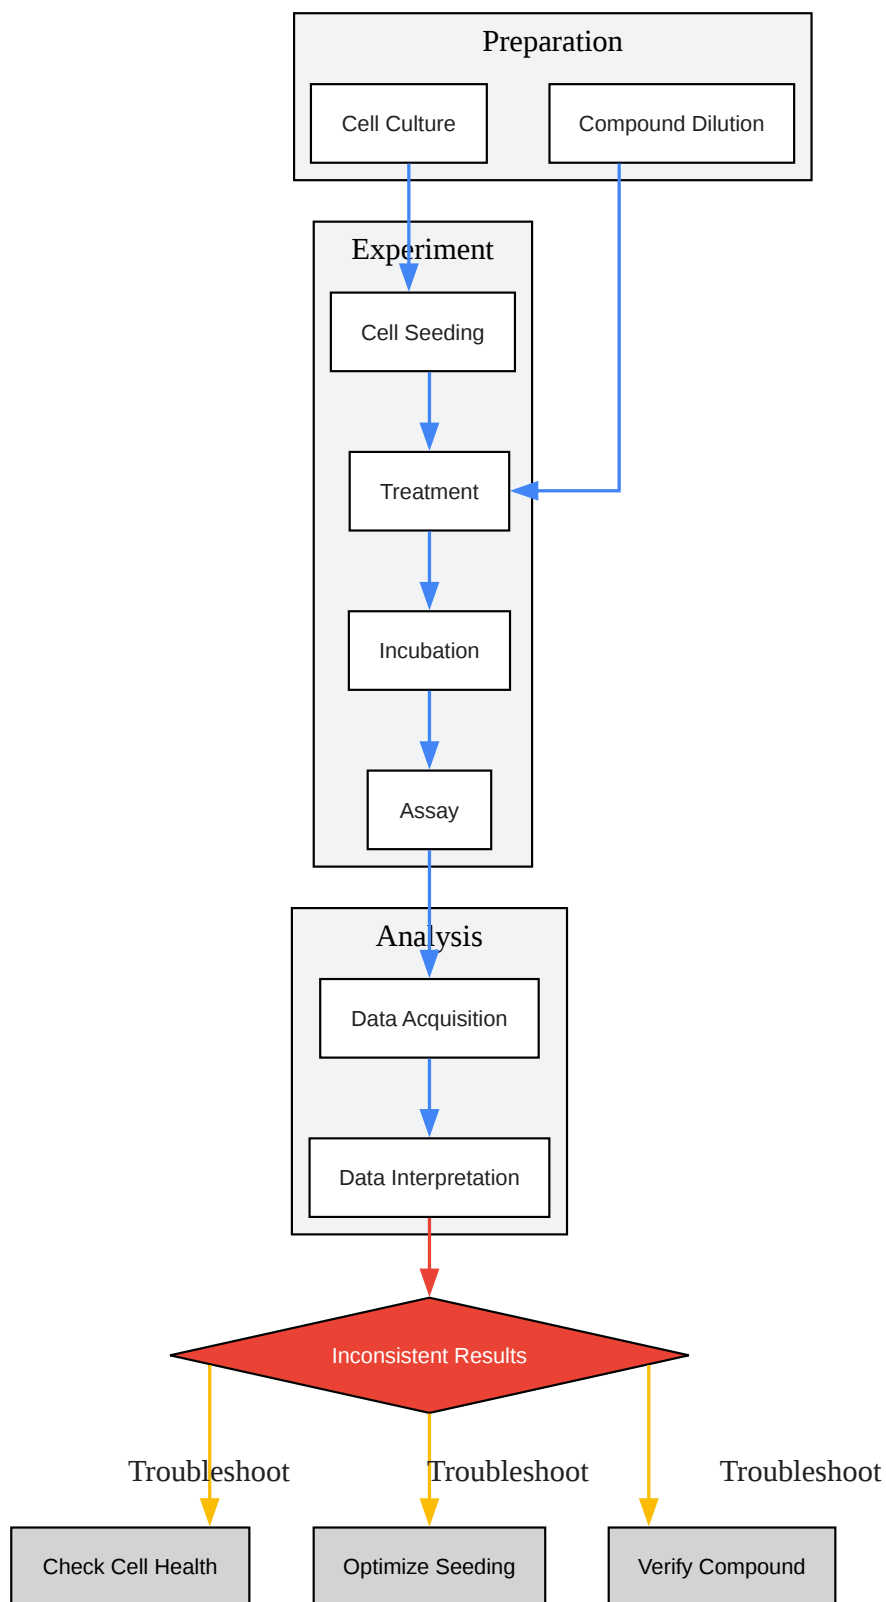 Preparation
Cell Culture
Compound Dilution
Experiment
Cell Seeding
Treatment
Incubation
Assay
Analysis
Data Acquisition
Data Interpretation
Inconsistent Results
Troubleshoot
Troubleshoot
Troubleshoot
Check Cell Health
Optimize Seeding
Verify Compound